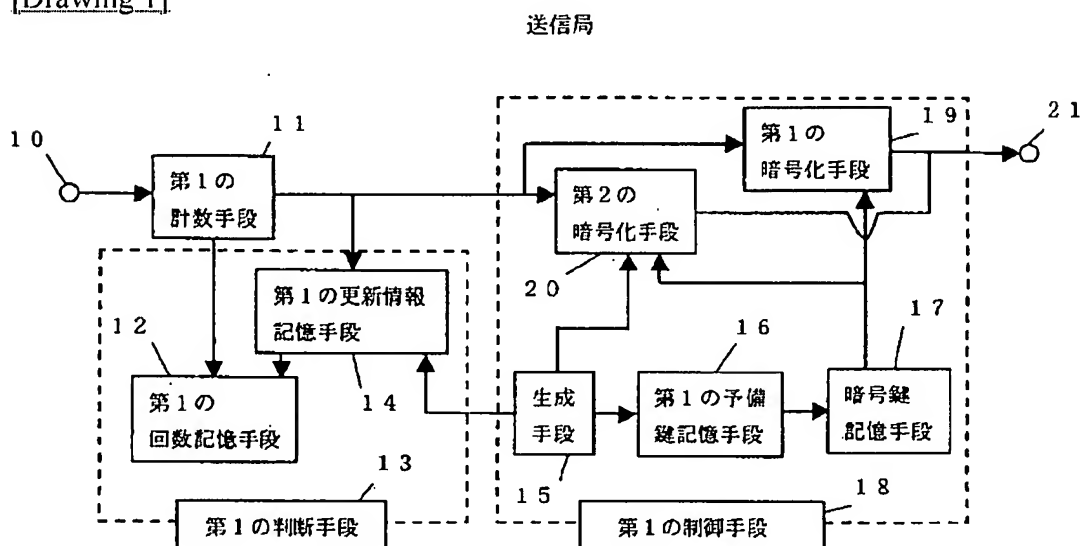 [Drawing 1]
送信局
10
11
第1の
計数手段
第1の
暗号化手段
19
21
第2の
暗号化手段
20
12
第1の更新情報
記憶手段
14
第1の
回数記憶手段
13
第1の判断手段
生成
手段
15
16
第1の予備
鍵記憶手段
17
暗号鍵
記憶手段
18
第1の制御手段